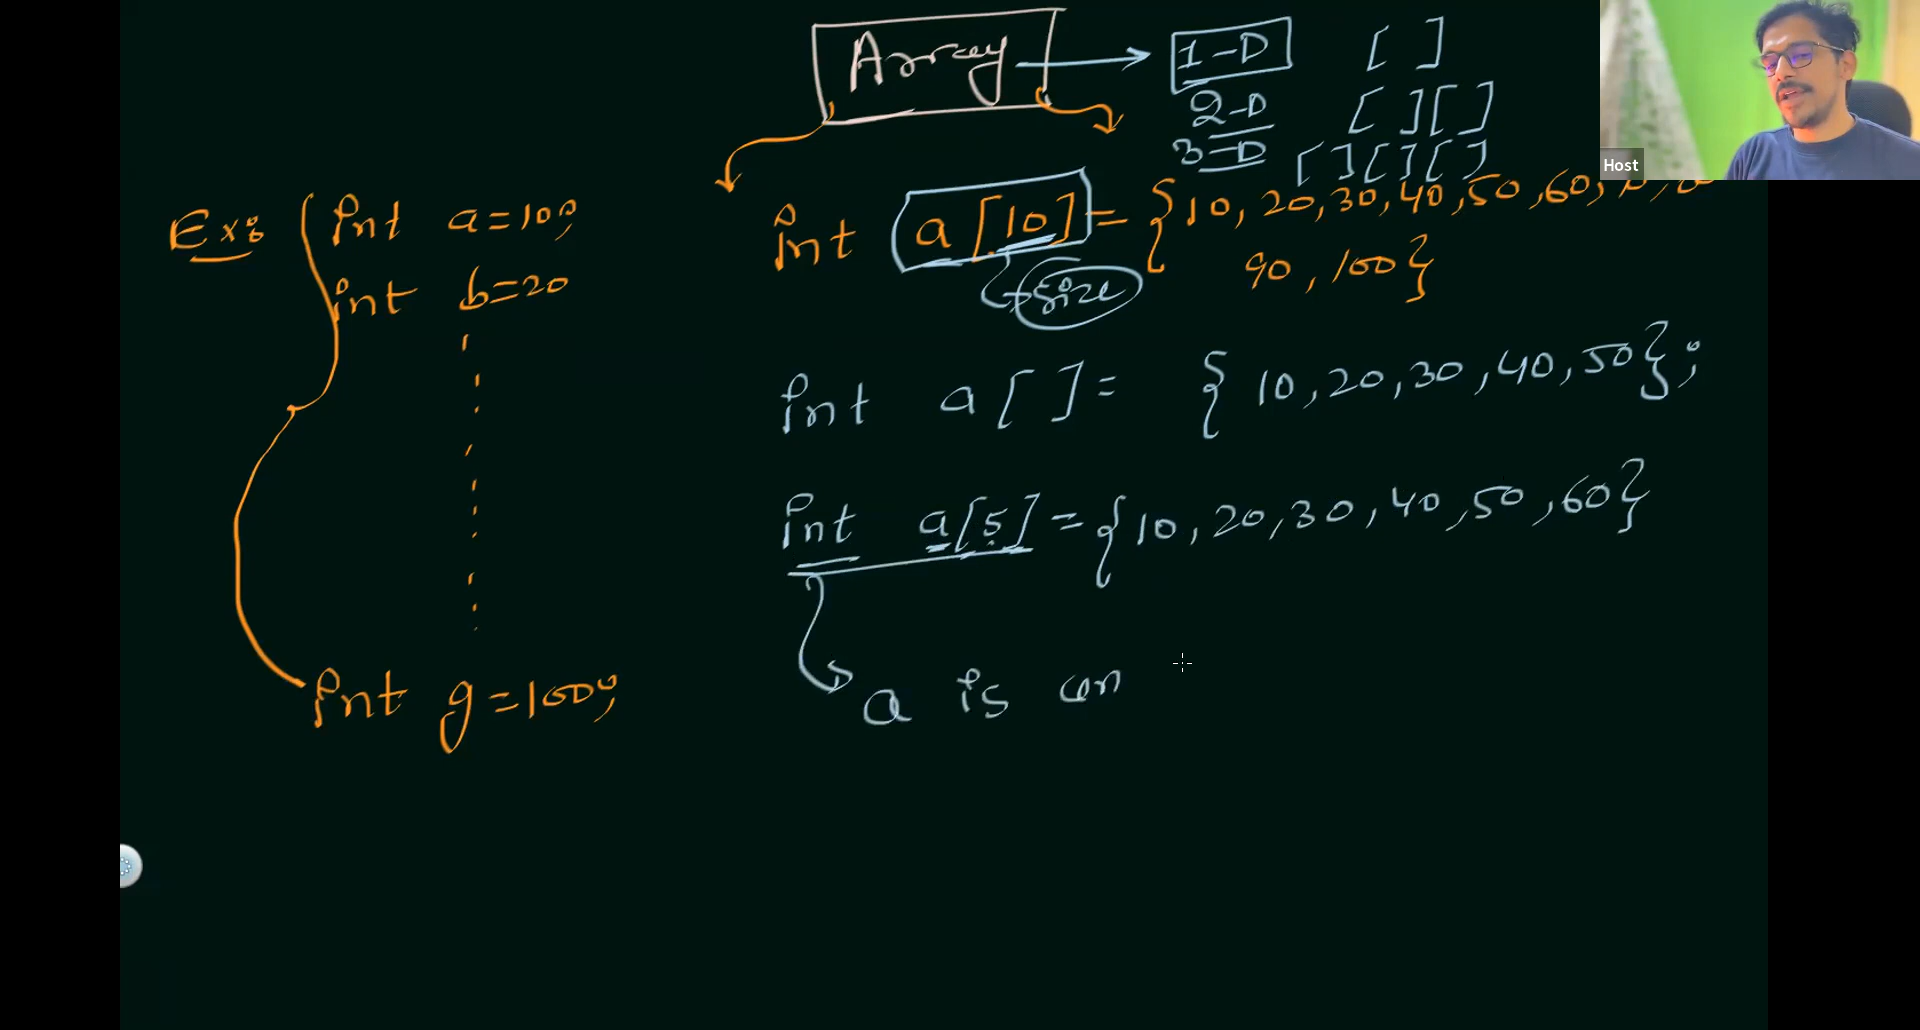 Array
1-D [ ]
2-D [ ][ ]
3-D [ ][ ][ ]
Host
Ex:
int a=10;
int b=20
int g=100;
int a[10]={10,20,30,40,50,60,
90,100}
size
int a[ ]= {10,20,30,40,50};
int a[5]={10,20,30,40,50,60}
a is an